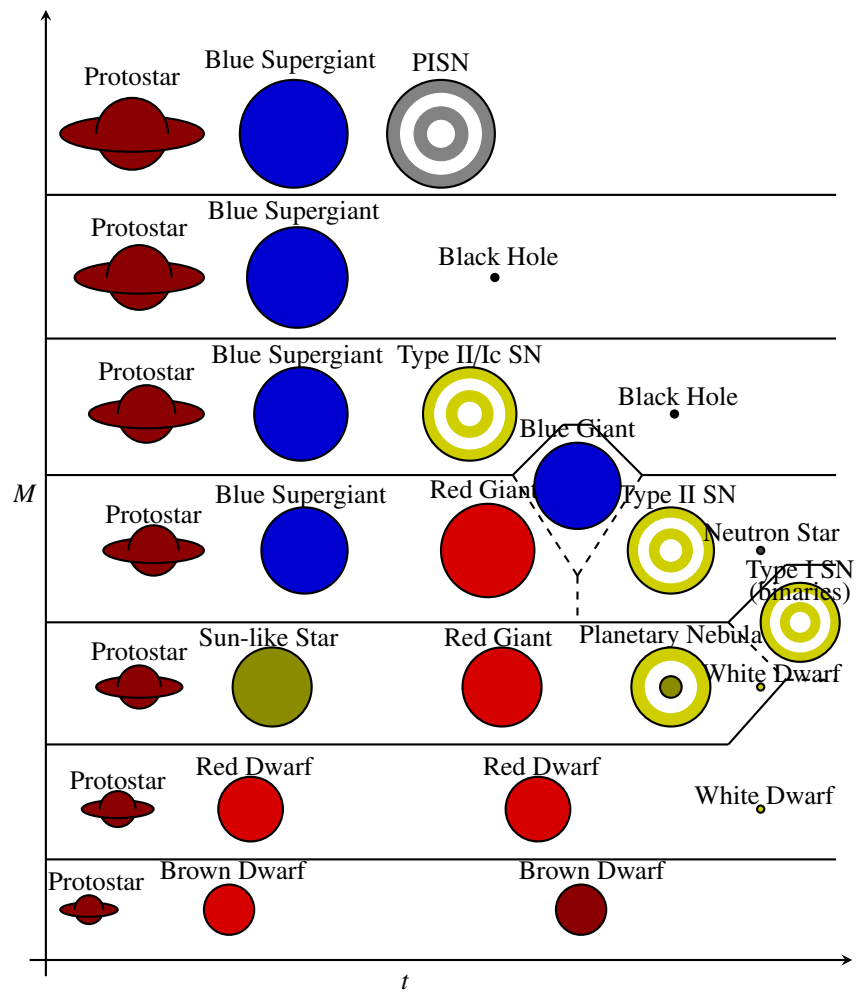 Protostar
Blue Supergiant
PISN
Protostar
Blue Supergiant
Black Hole
Protostar
Blue Supergiant
Type II/Ic SN
Black Hole
Blue Giant
M
Protostar
Blue Supergiant
Red Giant
Type II SN
Neutron Star
Type I SN
(binaries)
Protostar
Sun-like Star
Red Giant
Planetary Nebula
White Dwarf
Protostar
Red Dwarf
Red Dwarf
White Dwarf
Protostar
Brown Dwarf
Brown Dwarf
t